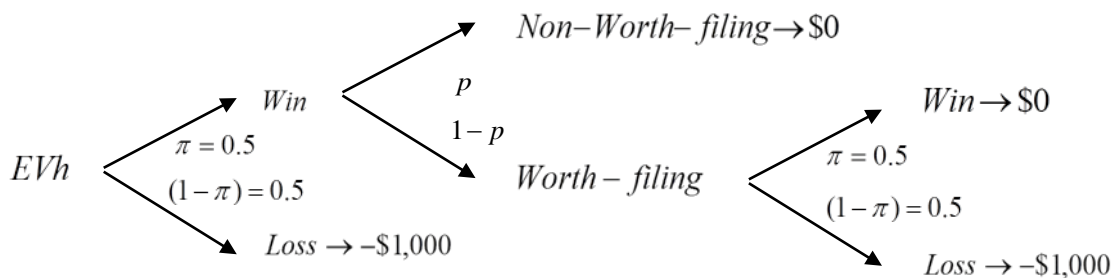 Non–Worth–filing→$0
Win
p
1−p
Win→$0
π = 0.5
EVh
(1−π) = 0.5
Worth–filing
π = 0.5
(1−π) = 0.5
Loss → −$1,000
Loss → −$1,000